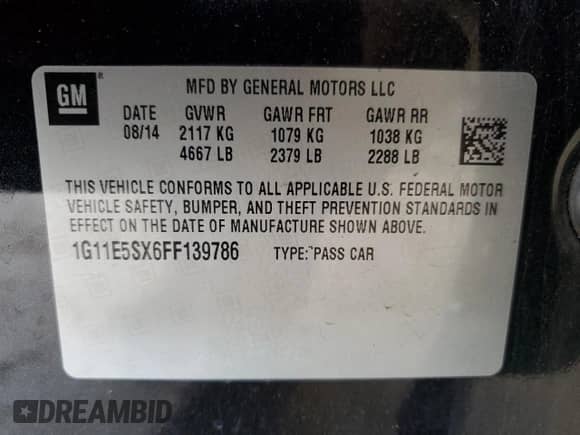 GM
®
MFD BY GENERAL MOTORS LLC
DATE GVWR GAWR FRT GAWR RR
08/14 2117 KG 1079 KG 1038 KG
4667 LB 2379 LB 2288 LB
THIS VEHICLE CONFORMS TO ALL APPLICABLE U.S. FEDERAL MOTOR
VEHICLE SAFETY, BUMPER, AND THEFT PREVENTION STANDARDS IN
EFFECT ON THE DATE OF MANUFACTURE SHOWN ABOVE.
1G11E5SX6FF139786 TYPE: PASS CAR
DREAMBID